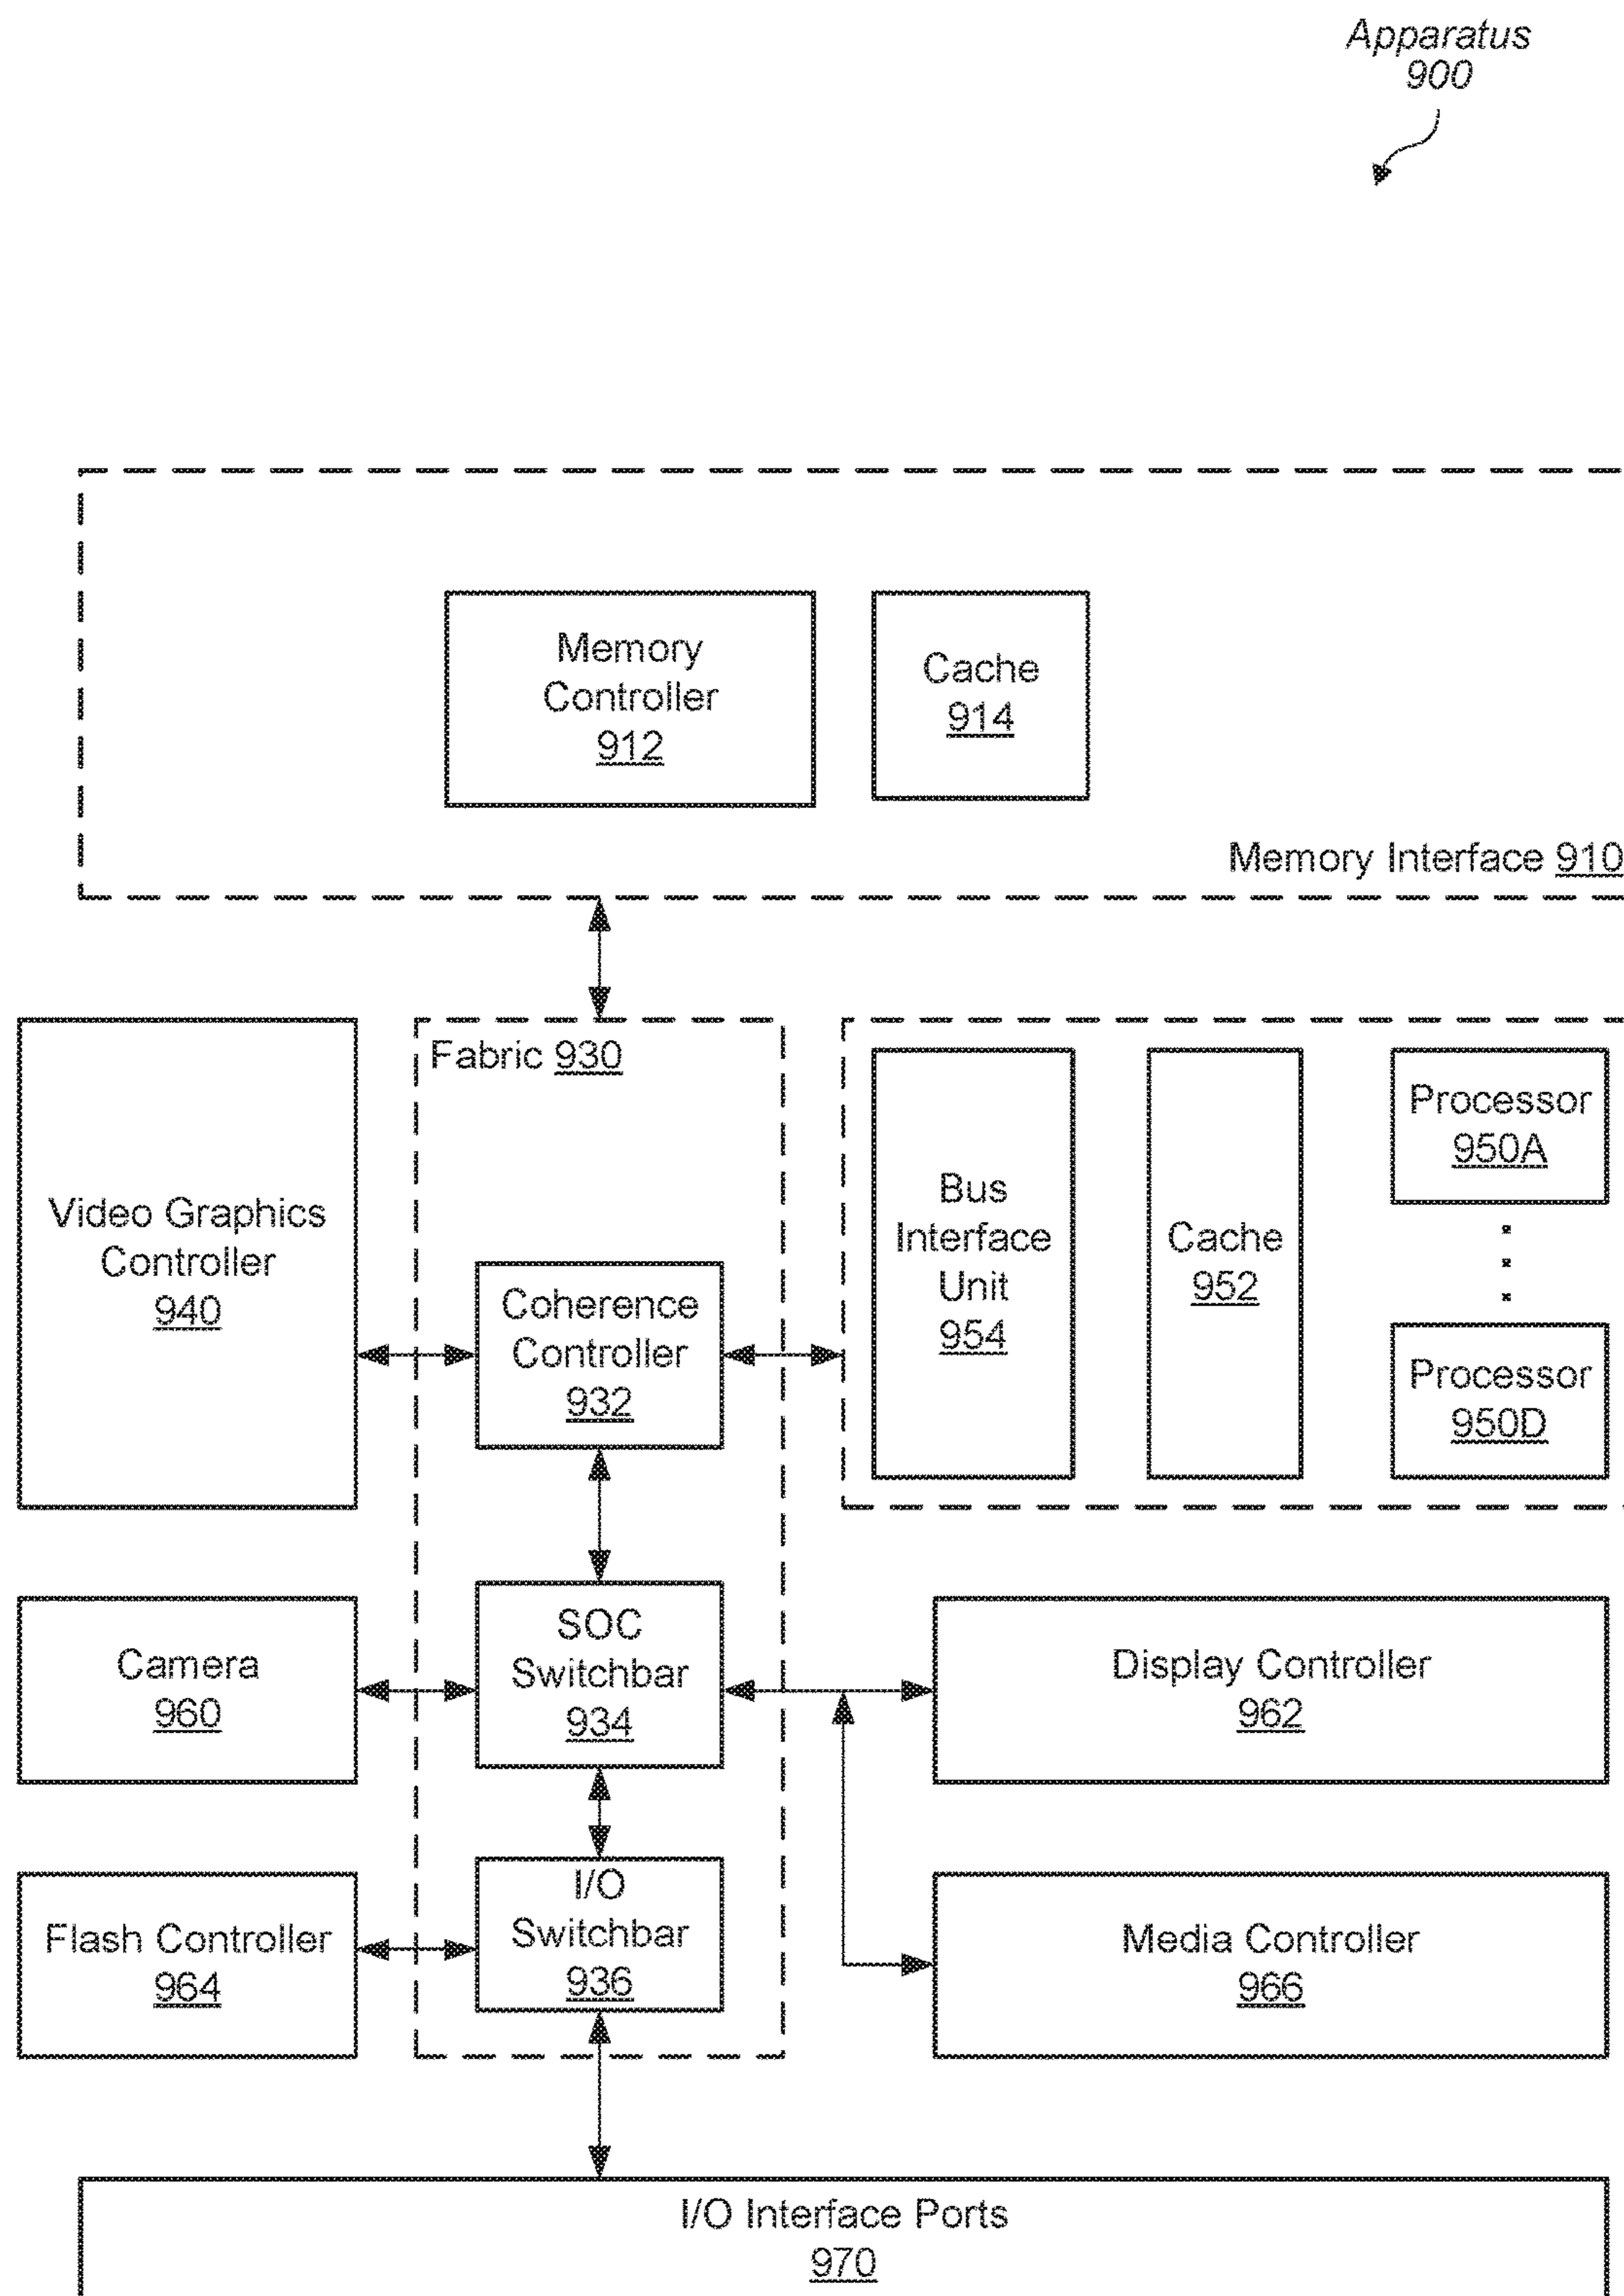 Apparatus
900
Memory
Controller
912
Cache
914
Memory Interface 910
Video Graphics
Controller
940
Fabric 930
Coherence
Controller
932
Bus
Interface
Unit
954
Cache
952
Processor
950A
Processor
950D
Camera
960
SOC
Switchbar
934
Display Controller
962
Flash Controller
964
I/O
Switchbar
936
Media Controller
966
I/O Interface Ports
970